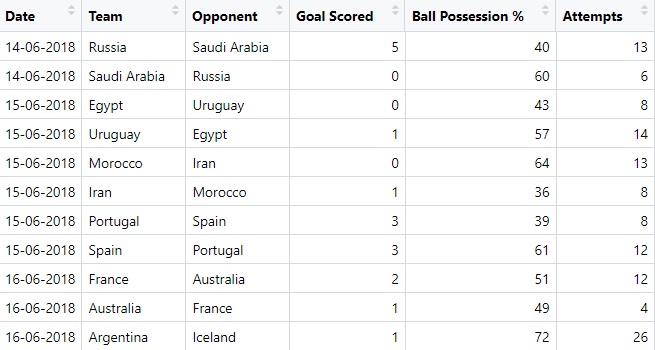 Date Team Opponent Goal Scored Ball Possession % Attempts
14-06-2018 Russia Saudi Arabia 5 40 13
14-06-2018 Saudi Arabia Russia 0 60 6
15-06-2018 Egypt Uruguay 0 43 8
15-06-2018 Uruguay Egypt 1 57 14
15-06-2018 Morocco Iran 0 64 13
15-06-2018 Iran Morocco 1 36 8
15-06-2018 Portugal Spain 3 39 8
15-06-2018 Spain Portugal 3 61 12
16-06-2018 France Australia 2 51 12
16-06-2018 Australia France 1 49 4
16-06-2018 Argentina Iceland 1 72 26